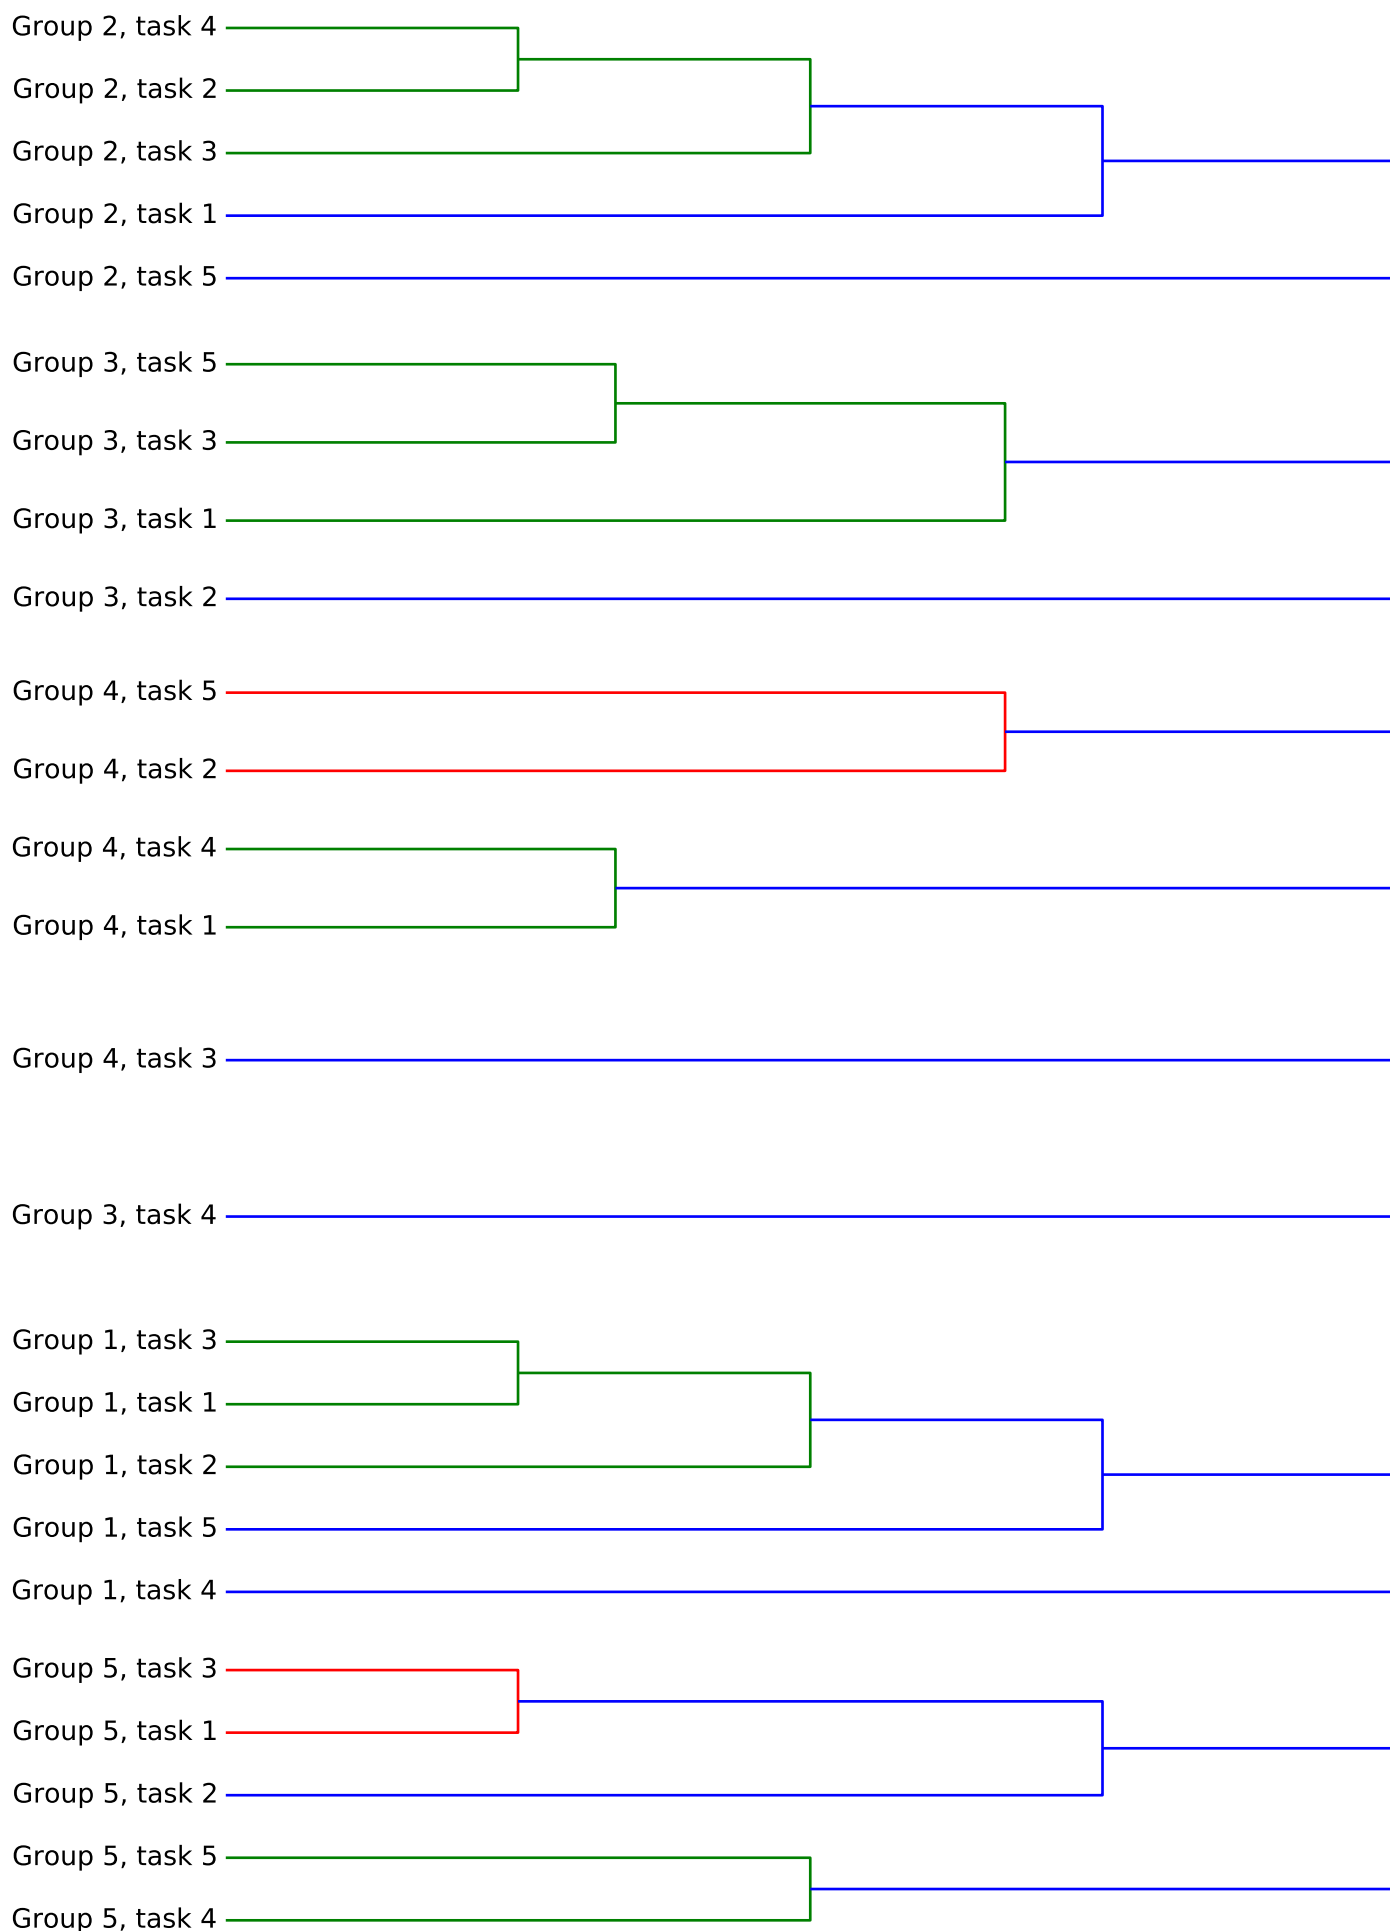 Group 2, task 4
Group 2, task 2
Group 2, task 3
Group 2, task 1
Group 2, task 5
Group 3, task 5
Group 3, task 3
Group 3, task 1
Group 3, task 2
Group 4, task 5
Group 4, task 2
Group 4, task 4
Group 4, task 1
Group 4, task 3
Group 3, task 4
Group 1, task 3
Group 1, task 1
Group 1, task 2
Group 1, task 5
Group 1, task 4
Group 5, task 3
Group 5, task 1
Group 5, task 2
Group 5, task 5
Group 5, task 4